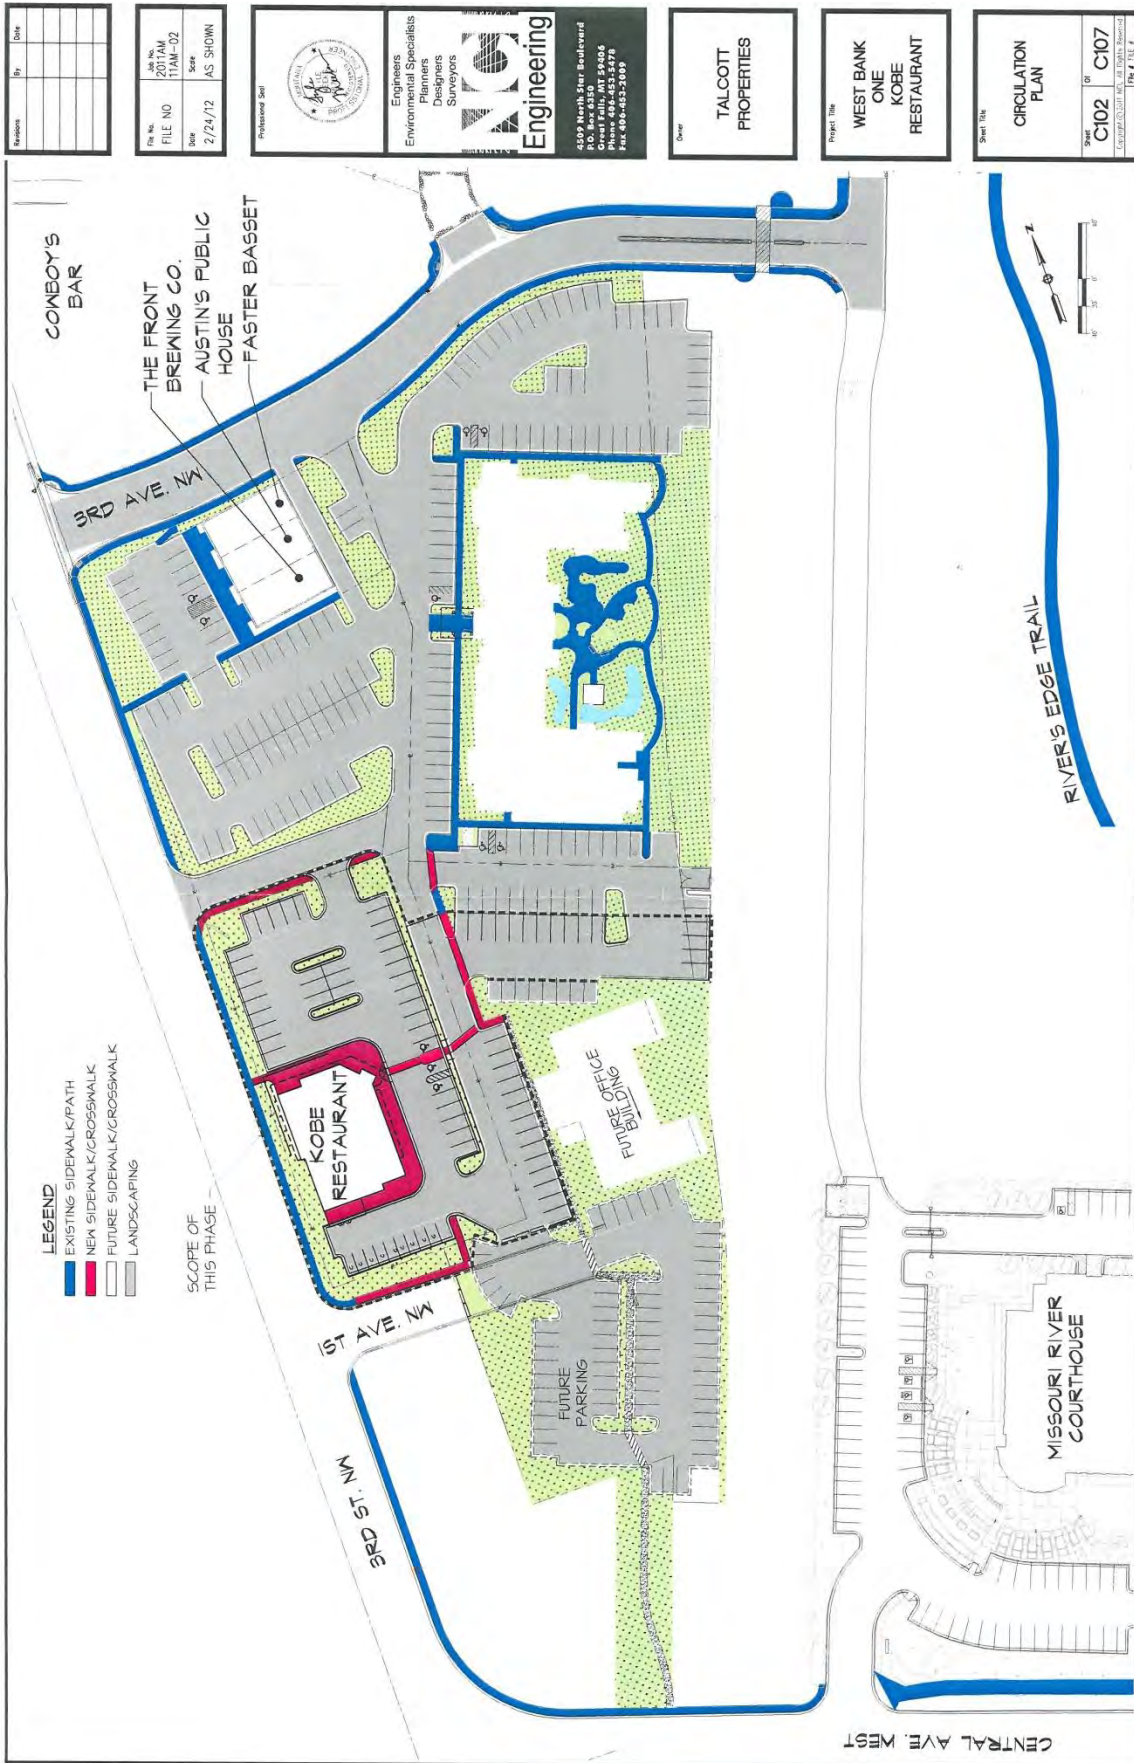 Revisions
By
Date
File No.
FILE NO
Job No.
2011AM
11AM-02
Date
2/24/12
Scale
AS SHOWN
Professional Seal
Engineers
Environmental Specialists
Planners
Designers
Surveyors
NCI
Engineering
4509 North Star Boulevard
P.O. Box 6350
Great Falls, MT 59406
Phone 406-453-5478
Fax 406-453-2009
Owner
TALCOTT
PROPERTIES
Project Title
WEST BANK
ONE
KOBE
RESTAURANT
Sheet Title
CIRCULATION
PLAN
Sheet
C102
Of
C107
COWBOY'S
BAR
THE FRONT
BREWING CO.
AUSTIN'S PUBLIC
HOUSE
FASTER BASSET
3RD AVE. NW
RIVER'S EDGE TRAIL
LEGEND
EXISTING SIDEWALK/PATH
NEW SIDEWALK/CROSSWALK
FUTURE SIDEWALK/CROSSWALK
LANDSCAPING
SCOPE OF
THIS PHASE
KOBE
RESTAURANT
FUTURE OFFICE
BUILDING
1ST AVE. NW
FUTURE
PARKING
3RD ST. NW
MISSOURI RIVER
COURTHOUSE
CENTRAL AVE. WEST